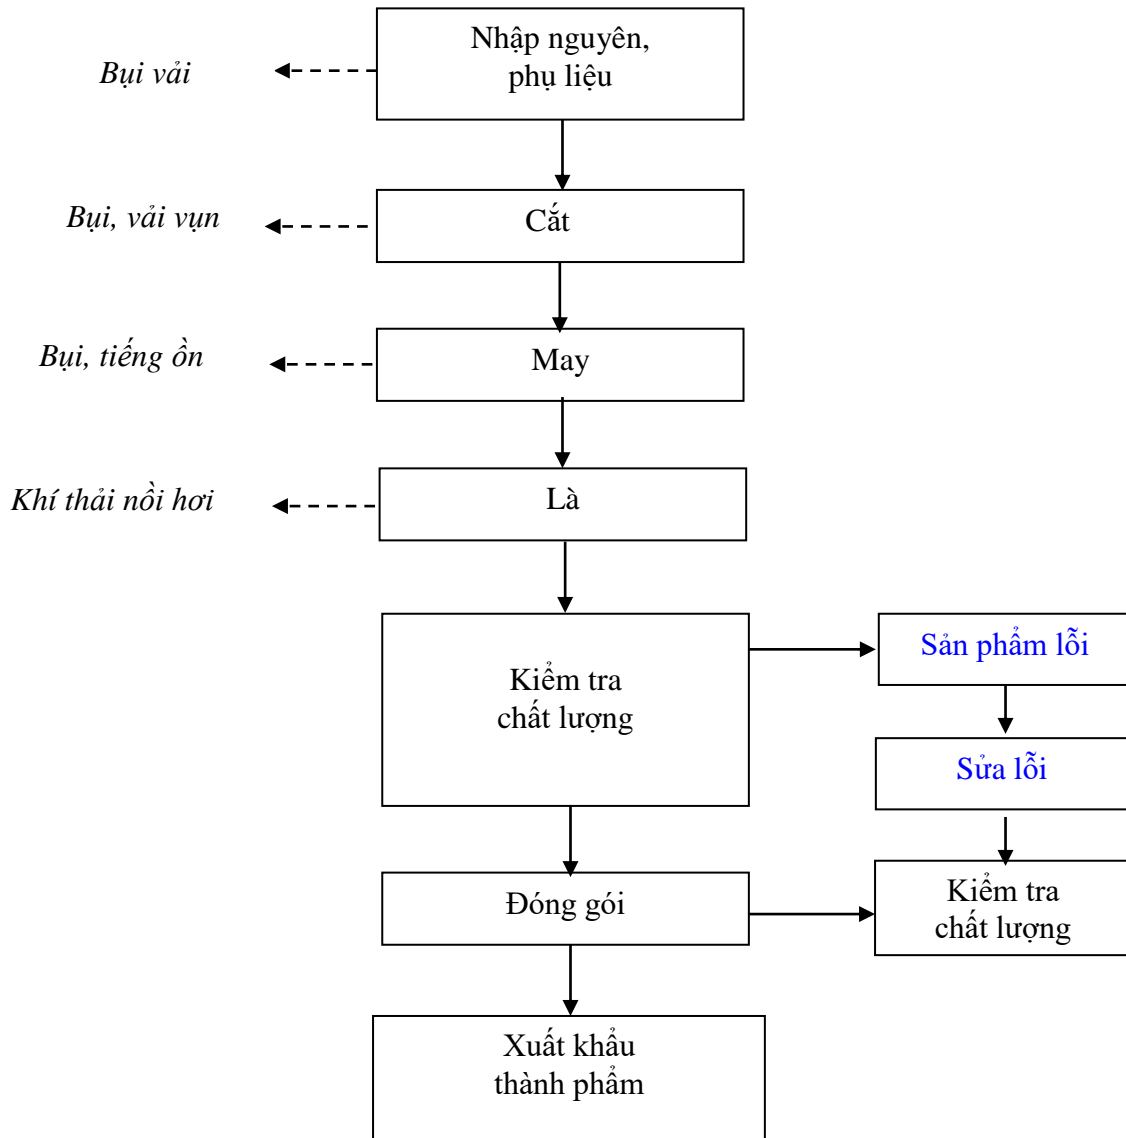 Nhập nguyên,
phụ liệu
Bụi vải
Cắt
Bụi, vải vụn
May
Bụi, tiếng ồn
Là
Khí thải nồi hơi
Kiểm tra
chất lượng
Sản phẩm lỗi
Sửa lỗi
Đóng gói
Kiểm tra
chất lượng
Xuất khẩu
thành phẩm